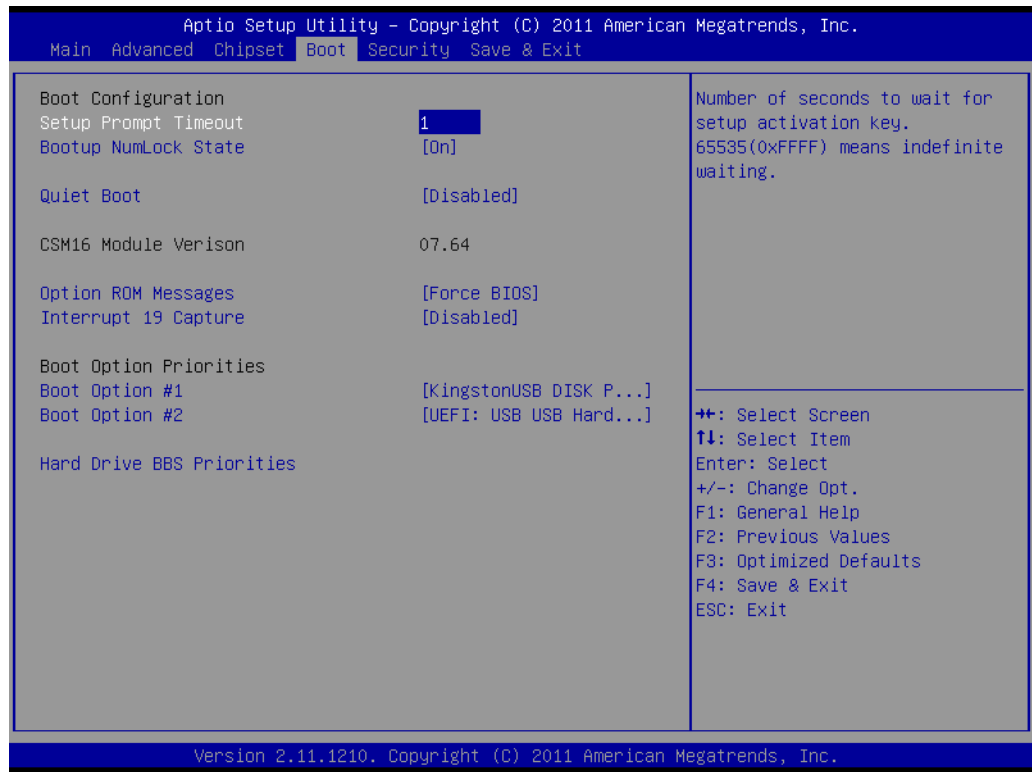 Aptio Setup Utility – Copyright (C) 2011 American Megatrends, Inc.
Main Advanced Chipset Boot Security Save & Exit
Boot Configuration
Setup Prompt Timeout 1
Bootup NumLock State [On]
Quiet Boot [Disabled]
CSM16 Module Verison 07.64
Option ROM Messages [Force BIOS]
Interrupt 19 Capture [Disabled]
Boot Option Priorities
Boot Option #1 [KingstonUSB DISK P...]
Boot Option #2 [UEFI: USB USB Hard...]
Hard Drive BBS Priorities
Number of seconds to wait for
setup activation key.
65535(0xFFFF) means indefinite
waiting.
→←: Select Screen
↑↓: Select Item
Enter: Select
+/-: Change Opt.
F1: General Help
F2: Previous Values
F3: Optimized Defaults
F4: Save & Exit
ESC: Exit
Version 2.11.1210. Copyright (C) 2011 American Megatrends, Inc.